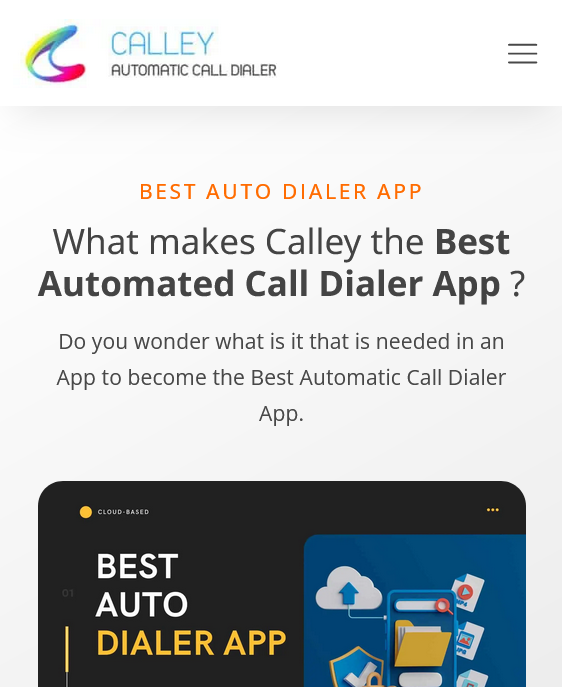 CALLEY
AUTOMATIC CALL DIALER
BEST AUTO DIALER APP
What makes Calley the Best
Automated Call Dialer App ?
Do you wonder what is it that is needed in an
App to become the Best Automatic Call Dialer
App.
CLOUD-BASED
BEST
01
AUTO
DIALER APP